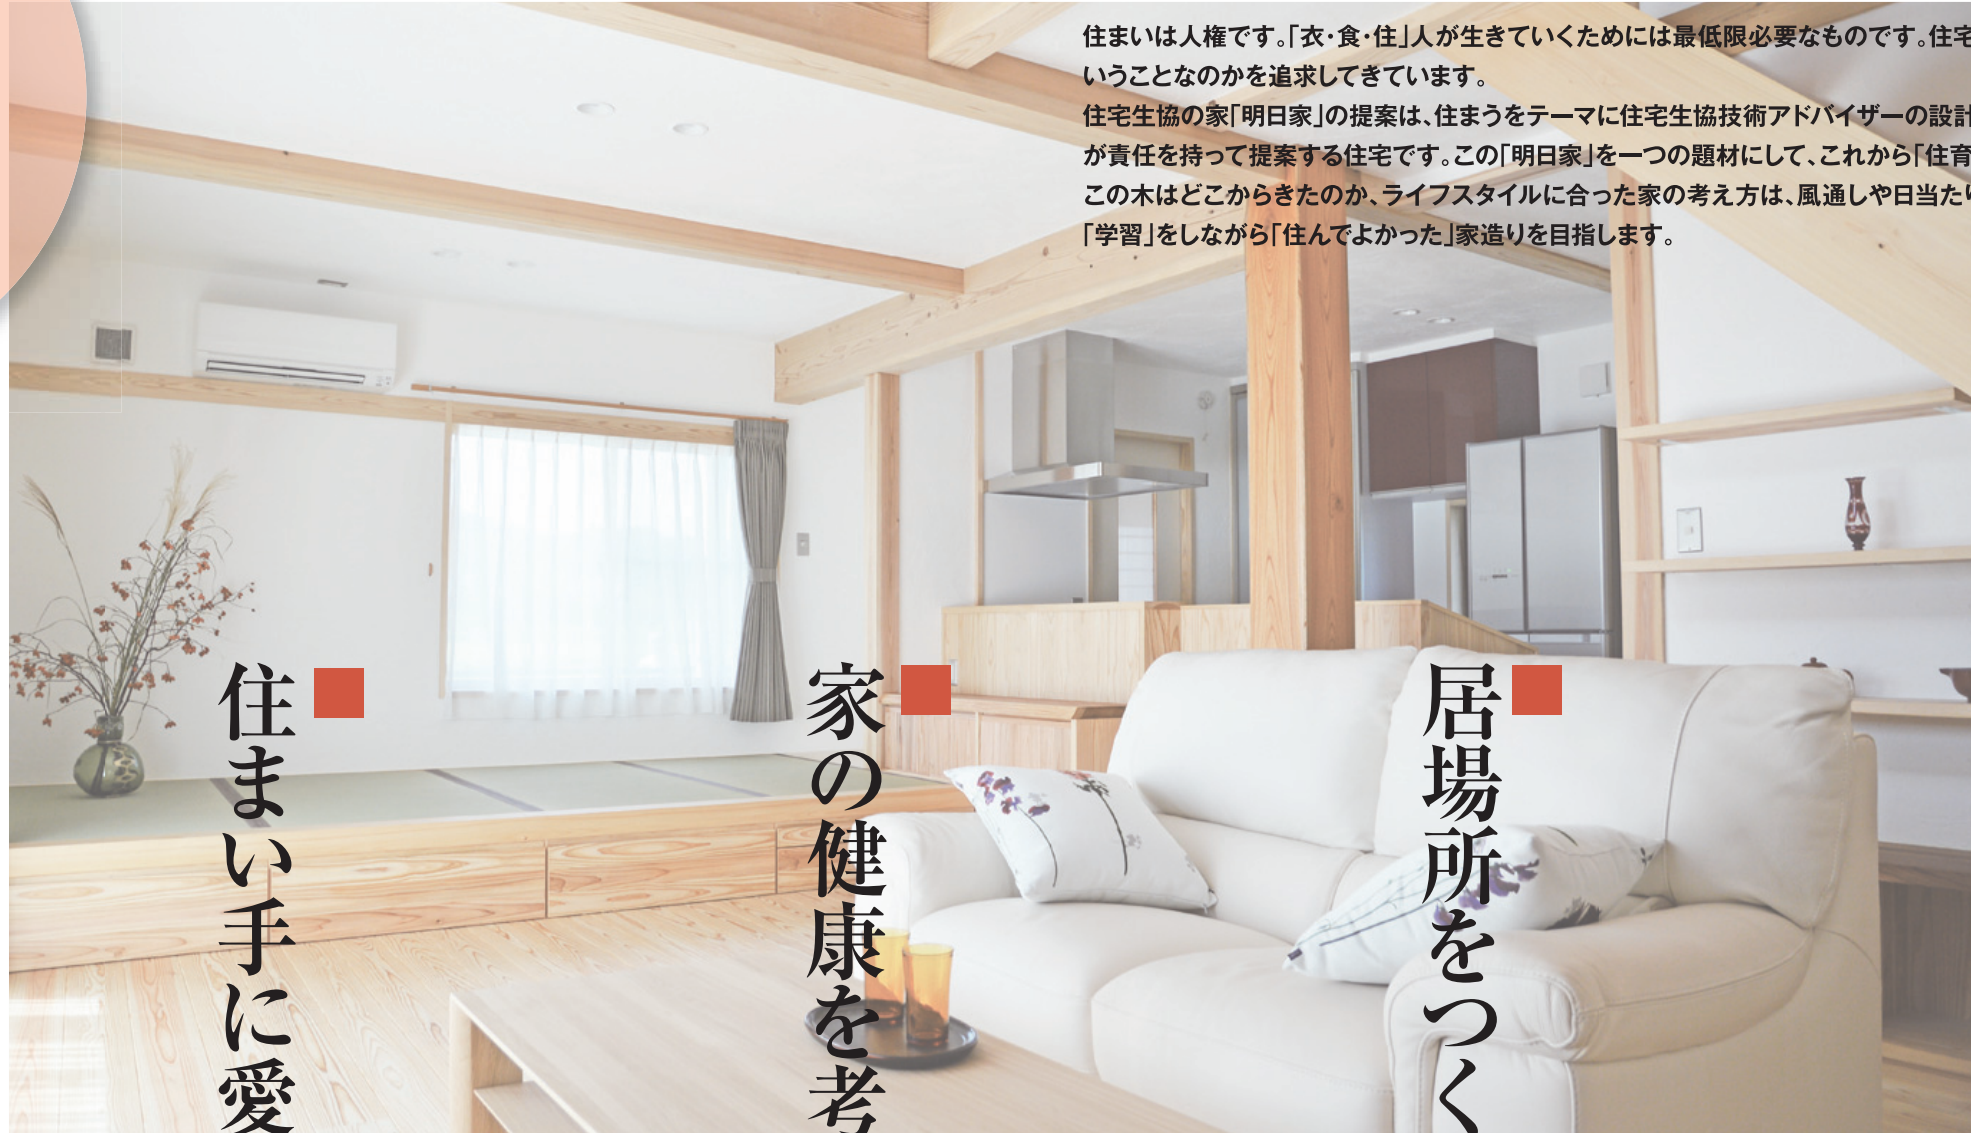 住まいは人権です。「衣・食・住」人が生きていくためには最低限必要なものです。住宅
いうことなのかを追求してきています。
住宅生協の家「明日家」の提案は、住まうをテーマに住宅生協技術アドバイザーの設計
が責任を持って提案する住宅です。この「明日家」を一つの題材にして、これから「住育
この木はどこからきたのか、ライフスタイルに合った家の考え方は、風通しや日当たり
「学習」をしながら「住んでよかった」家造りを目指します。
居場所をつく
家の健康を考
住まい手に愛